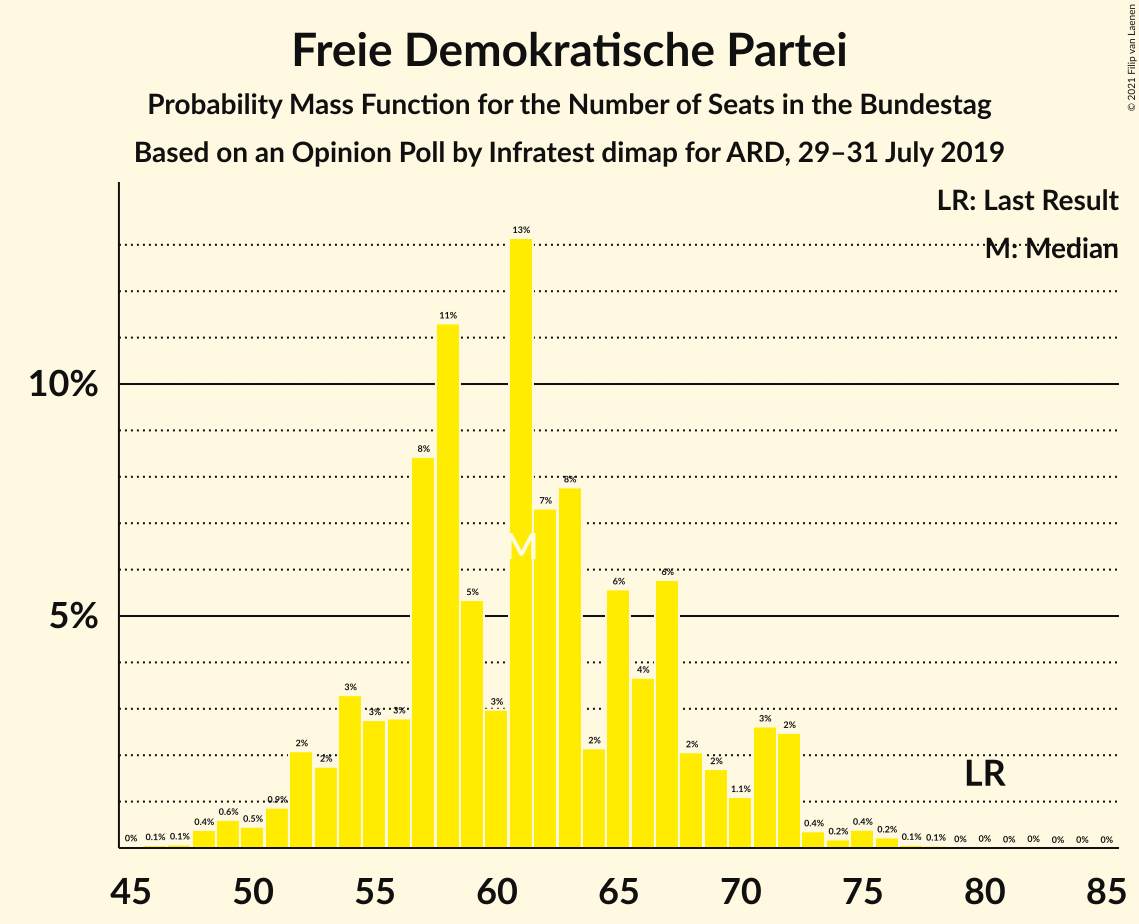 Freie Demokratische Partei
Probability Mass Function for the Number of Seats in the Bundestag
Based on an Opinion Poll by Infratest dimap for ARD, 29–31 July 2019
© 2021 Filip van Laenen
LR: Last Result
M: Median
10%
5%
0% 0.1% 0.1% 0.4% 0.6% 0.5% 0.9% 2% 2% 3% 3% 3% 8% 11% 5% 3% 13% 7% 8% 2% 6% 4% 6% 2% 2% 1.1% 3% 2% 0.4% 0.2% 0.4% 0.2% 0.1% 0.1% 0% 0% 0% 0% 0% 0% 0%
M
LR
45 50 55 60 65 70 75 80 85